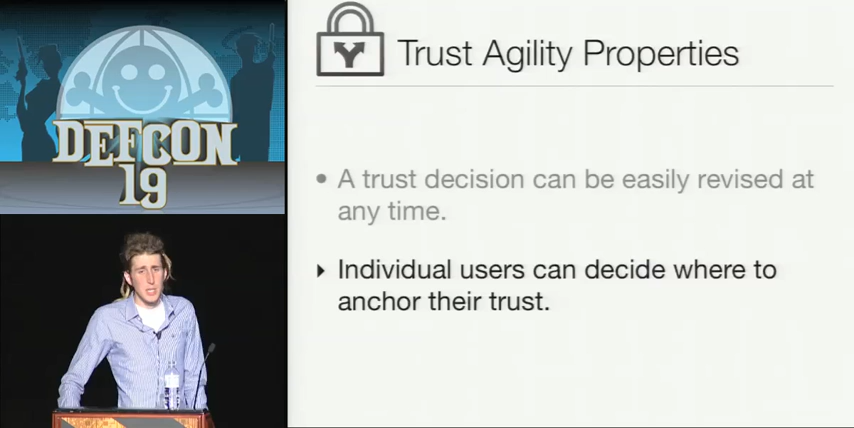 DEFCON
19
Trust Agility Properties
• A trust decision can be easily revised at
any time.
‣ Individual users can decide where to
anchor their trust.